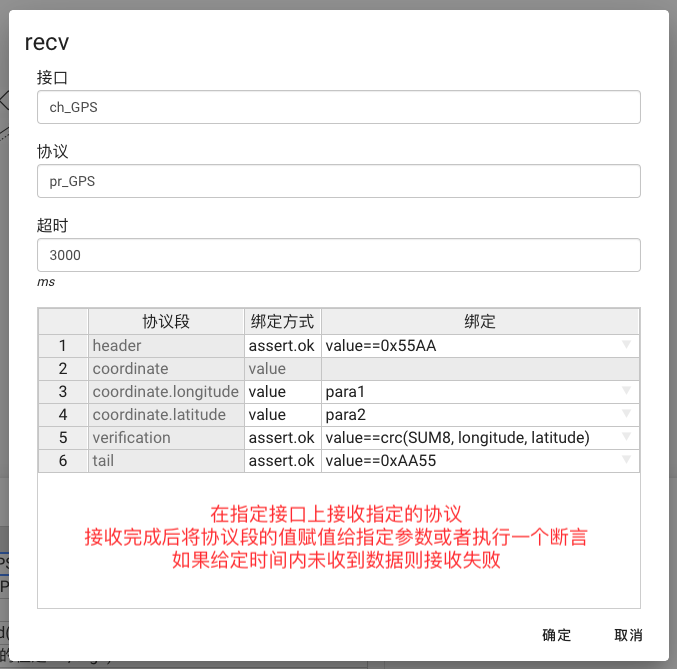 recv
接口
ch_GPS
协议
pr_GPS
超时
3000
ms
协议段 绑定方式 绑定
1 header assert.ok value==0x55AA
2 coordinate value
3 coordinate.longitude value para1
4 coordinate.latitude value para2
5 verification assert.ok value==crc(SUM8, longitude, latitude)
6 tail assert.ok value==0xAA55
在指定接口上接收指定的协议
接收完成后将协议段的值赋值给指定参数或者执行一个断言
如果给定时间内未收到数据则接收失败
确定 取消